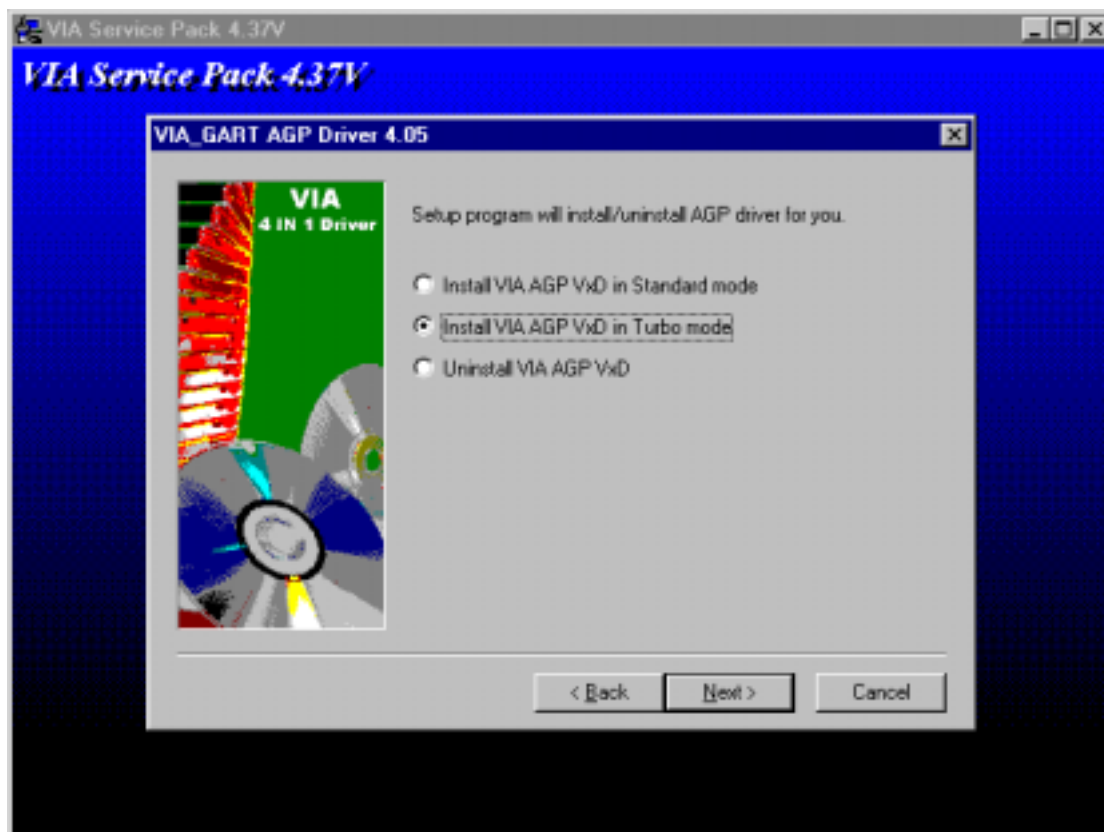 VIA Service Pack 4.37V
VIA Service Pack 4.37V
VIA_GART AGP Driver 4.05
VIA
4 IN 1 Driver
Setup program will install/uninstall AGP driver for you.
Install VIA AGP VxD in Standard mode
Install VIA AGP VxD in Turbo mode
Uninstall VIA AGP VxD
< Back
Next >
Cancel